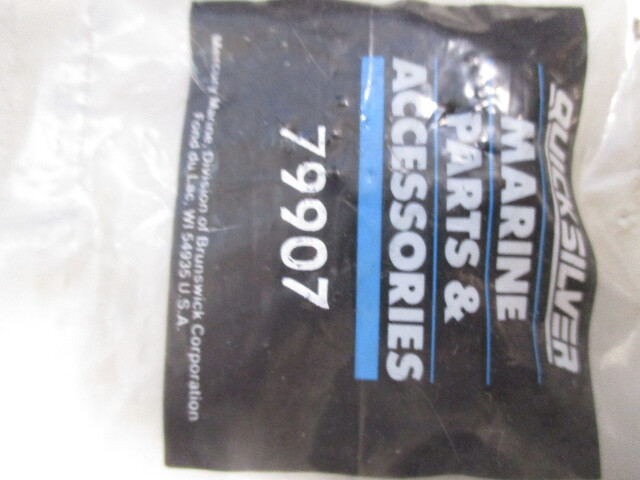 QUICKSILVER
MARINE
PARTS &
ACCESSORIES
79907
Mercury Marine, Division of Brunswick Corporation
Fond du Lac, WI 54935 U.S.A.